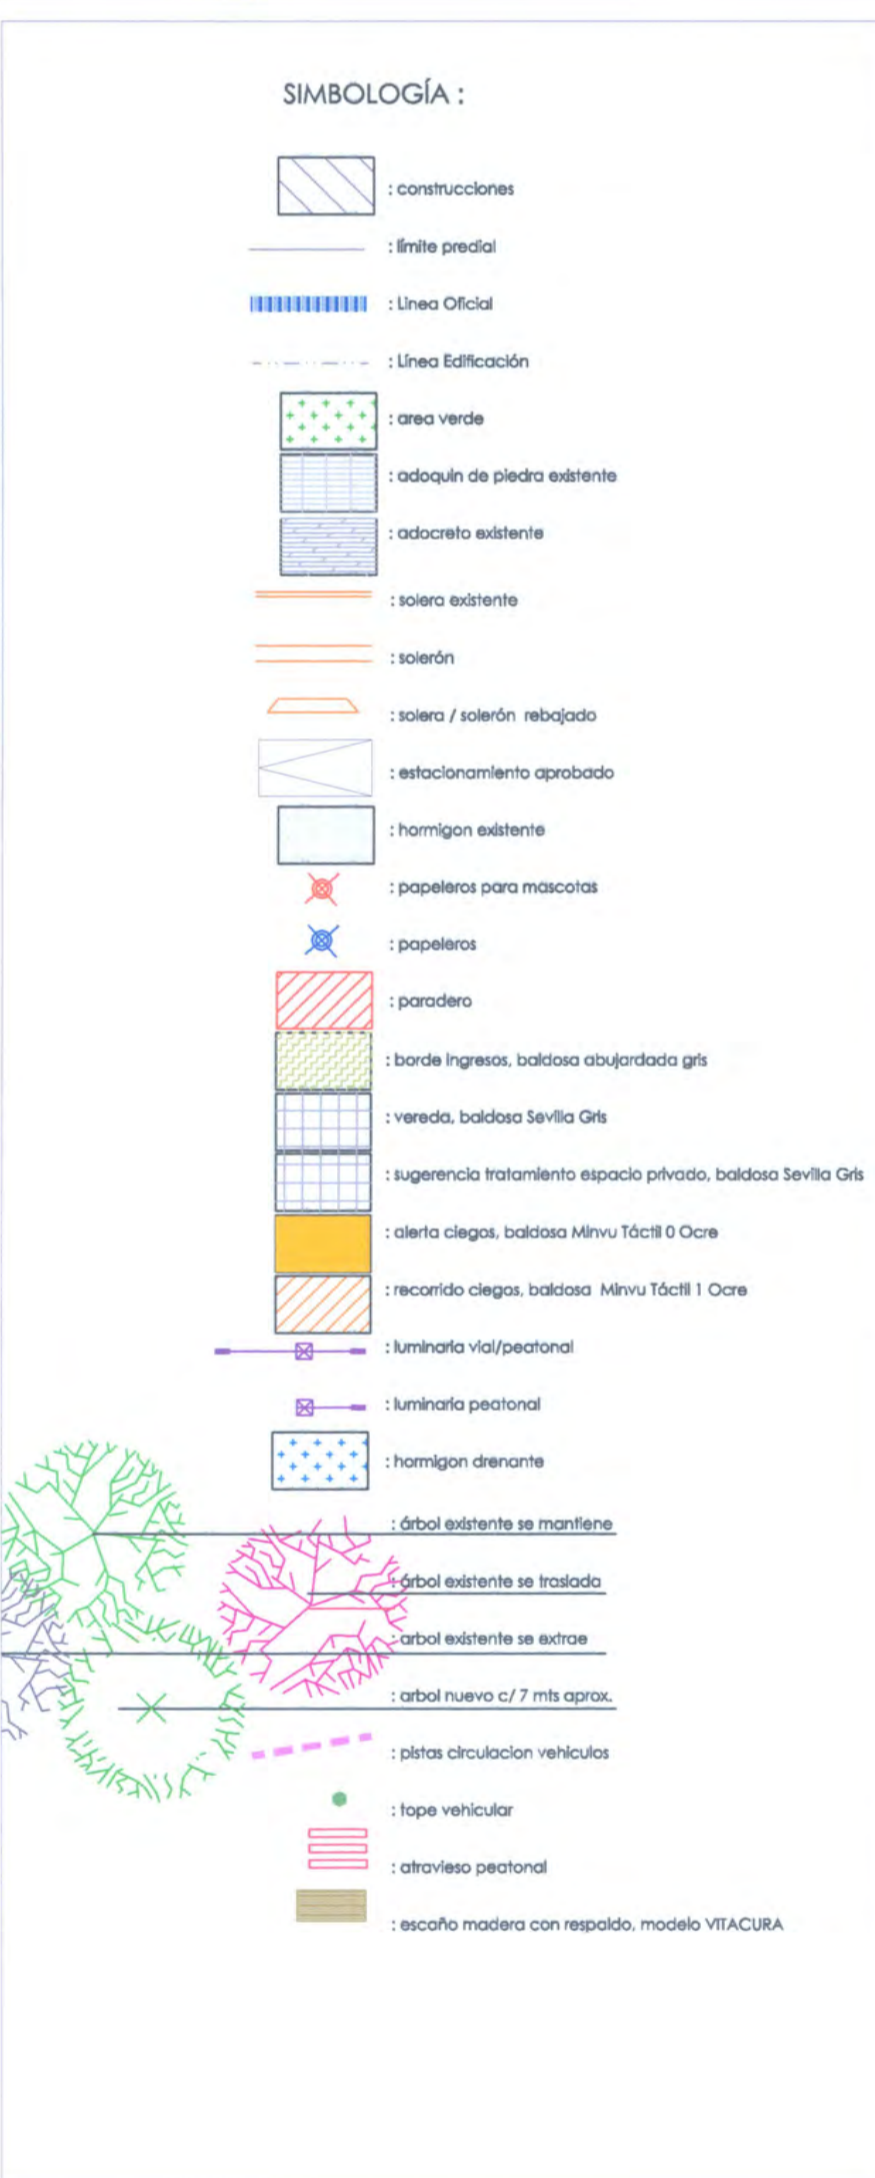 SIMBOLOGÍA :
: construcciones
: límite predial
: Linea Oficial
: Línea Edificación
: area verde
: adoquin de piedra existente
: adocreto existente
: solera existente
: solerón
: solera / solerón rebajado
: estacionamiento aprobado
: hormigon existente
: papeleros para mascotas
: papeleros
: paradero
: borde ingresos, baldosa abujardada gris
: vereda, baldosa Sevilla Gris
: sugerencia tratamiento espacio privado, baldosa Sevilla Gris
: alerta ciegos, baldosa Minvu Táctil 0 Ocre
: recorrido ciegos, baldosa Minvu Táctil 1 Ocre
: luminaria vial/peatonal
: luminaria peatonal
: hormigon drenante
: árbol existente se mantiene
: árbol existente se traslada
: arbol existente se extrae
: arbol nuevo c/ 7 mts aprox.
: pistas circulacion vehiculos
: tope vehicular
: atravieso peatonal
: escaño madera con respaldo, modelo VITACURA